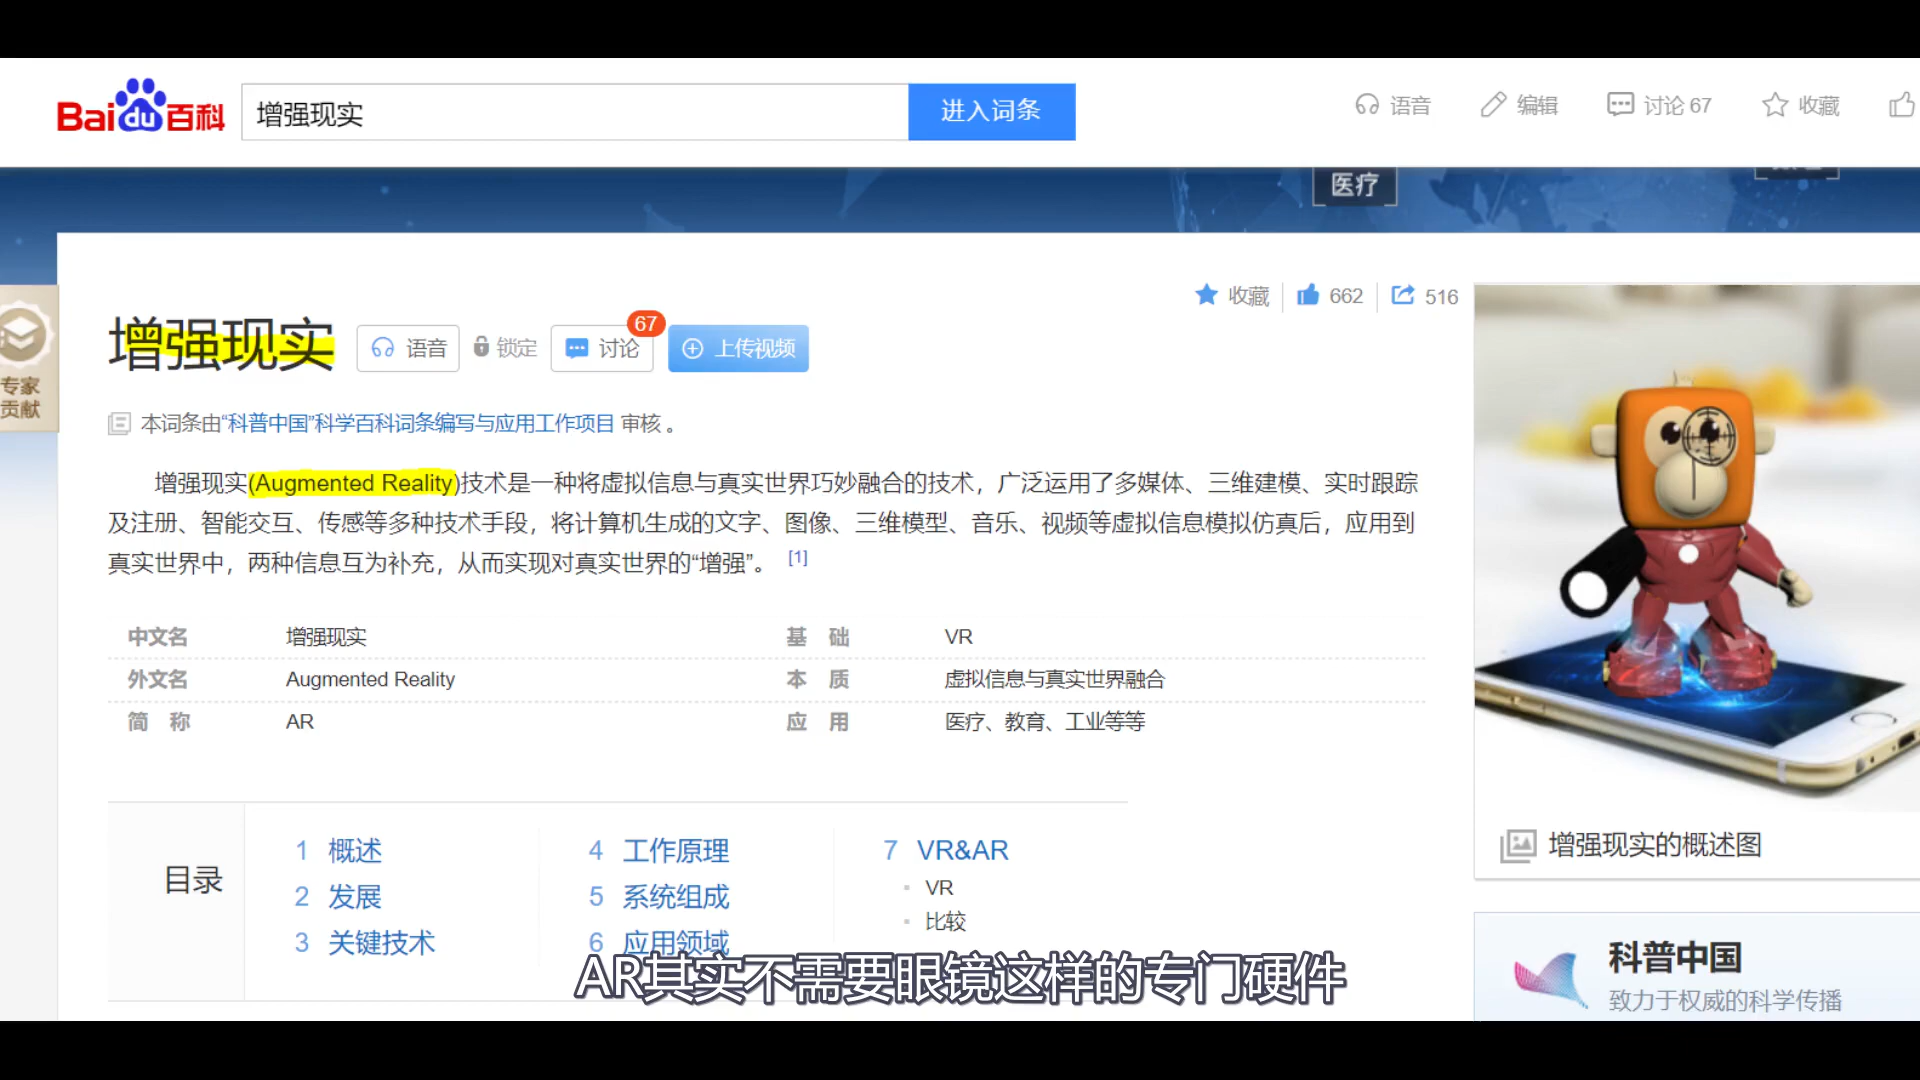 Baidu百科
增强现实
进入词条
语音
编辑
讨论 67
收藏
医疗
专家
贡献
收藏
662
516
增强现实
语音
锁定
讨论
67
上传视频
本词条由“科普中国”科学百科词条编写与应用工作项目 审核 。
增强现实(Augmented Reality)技术是一种将虚拟信息与真实世界巧妙融合的技术，广泛运用了多媒体、三维建模、实时跟踪
及注册、智能交互、传感等多种技术手段，将计算机生成的文字、图像、三维模型、音乐、视频等虚拟信息模拟仿真后，应用到
真实世界中，两种信息互为补充，从而实现对真实世界的“增强”。 [1]
中文名 增强现实 基 础 VR
外文名 Augmented Reality 本 质 虚拟信息与真实世界融合
简 称 AR 应 用 医疗、教育、工业等等
目录
1 概述
2 发展
3 关键技术
4 工作原理
5 系统组成
6 应用领域
7 VR&AR
VR
比较
增强现实的概述图
科普中国
致力于权威的科学传播
AR其实不需要眼镜这样的专门硬件